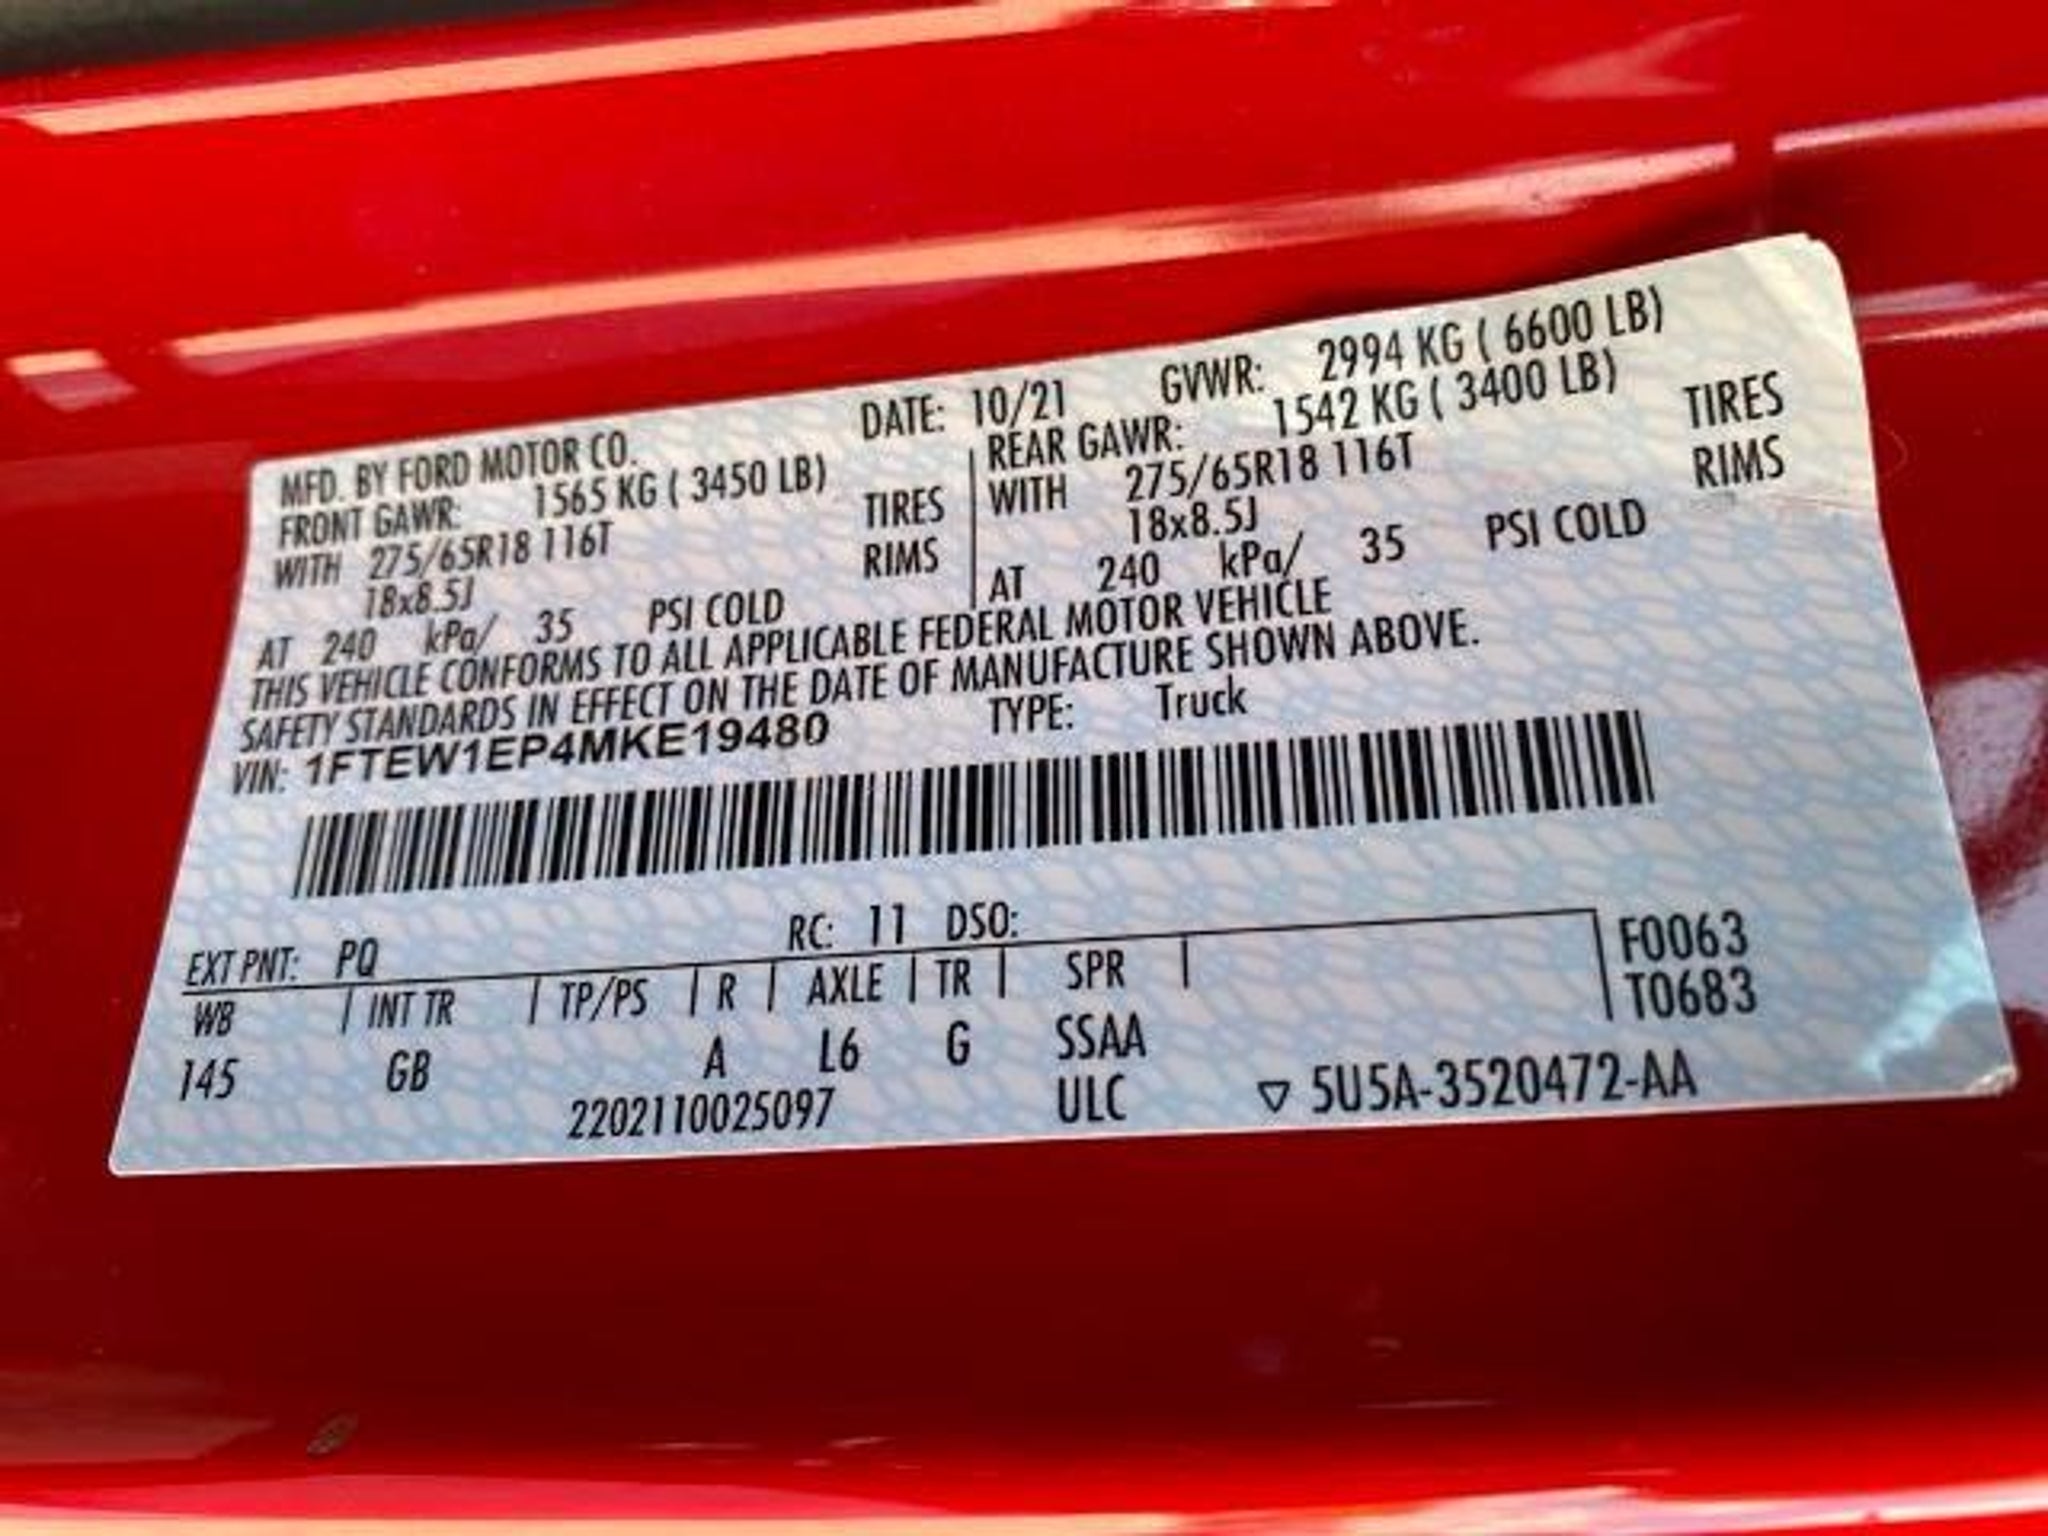 MFD. BY FORD MOTOR CO. DATE: 10/21 GVWR: 2994 KG ( 6600 LB)
FRONT GAWR: 1565 KG ( 3450 LB) REAR GAWR: 1542 KG ( 3400 LB)
WITH 275/65R18 116T TIRES WITH 275/65R18 116T TIRES
18x8.5J RIMS 18x8.5J RIMS
AT 240 kPa/ 35 PSI COLD AT 240 kPa/ 35 PSI COLD
THIS VEHICLE CONFORMS TO ALL APPLICABLE FEDERAL MOTOR VEHICLE
SAFETY STANDARDS IN EFFECT ON THE DATE OF MANUFACTURE SHOWN ABOVE.
VIN: 1FTEW1EP4MKE19480 TYPE: Truck
EXT PNT: PQ RC: 11 DSO: F0063
WB INT TR TP/PS R AXLE TR SPR T0683
145 GB A L6 G SSAA
2202110025097 ULC ▽ 5U5A-3520472-AA